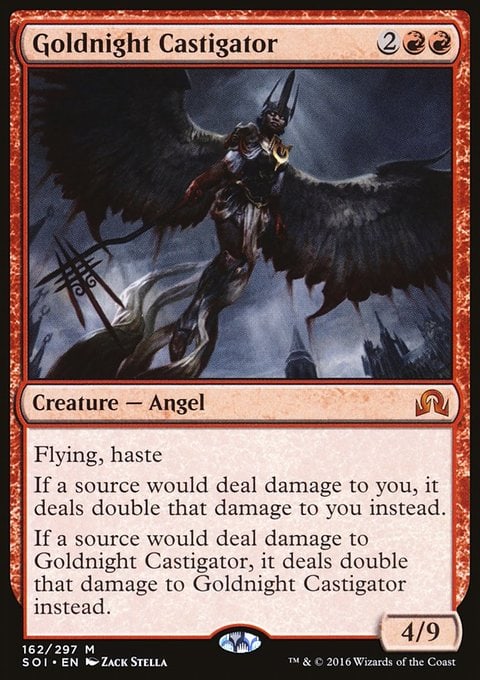 Goldnight Castigator 2
Creature — Angel
Flying, haste
If a source would deal damage to you, it
deals double that damage to you instead.
If a source would deal damage to
Goldnight Castigator, it deals double
that damage to Goldnight Castigator
instead.
4/9
162/297 M
SOI • EN Zack Stella
™ & © 2016 Wizards of the Coast